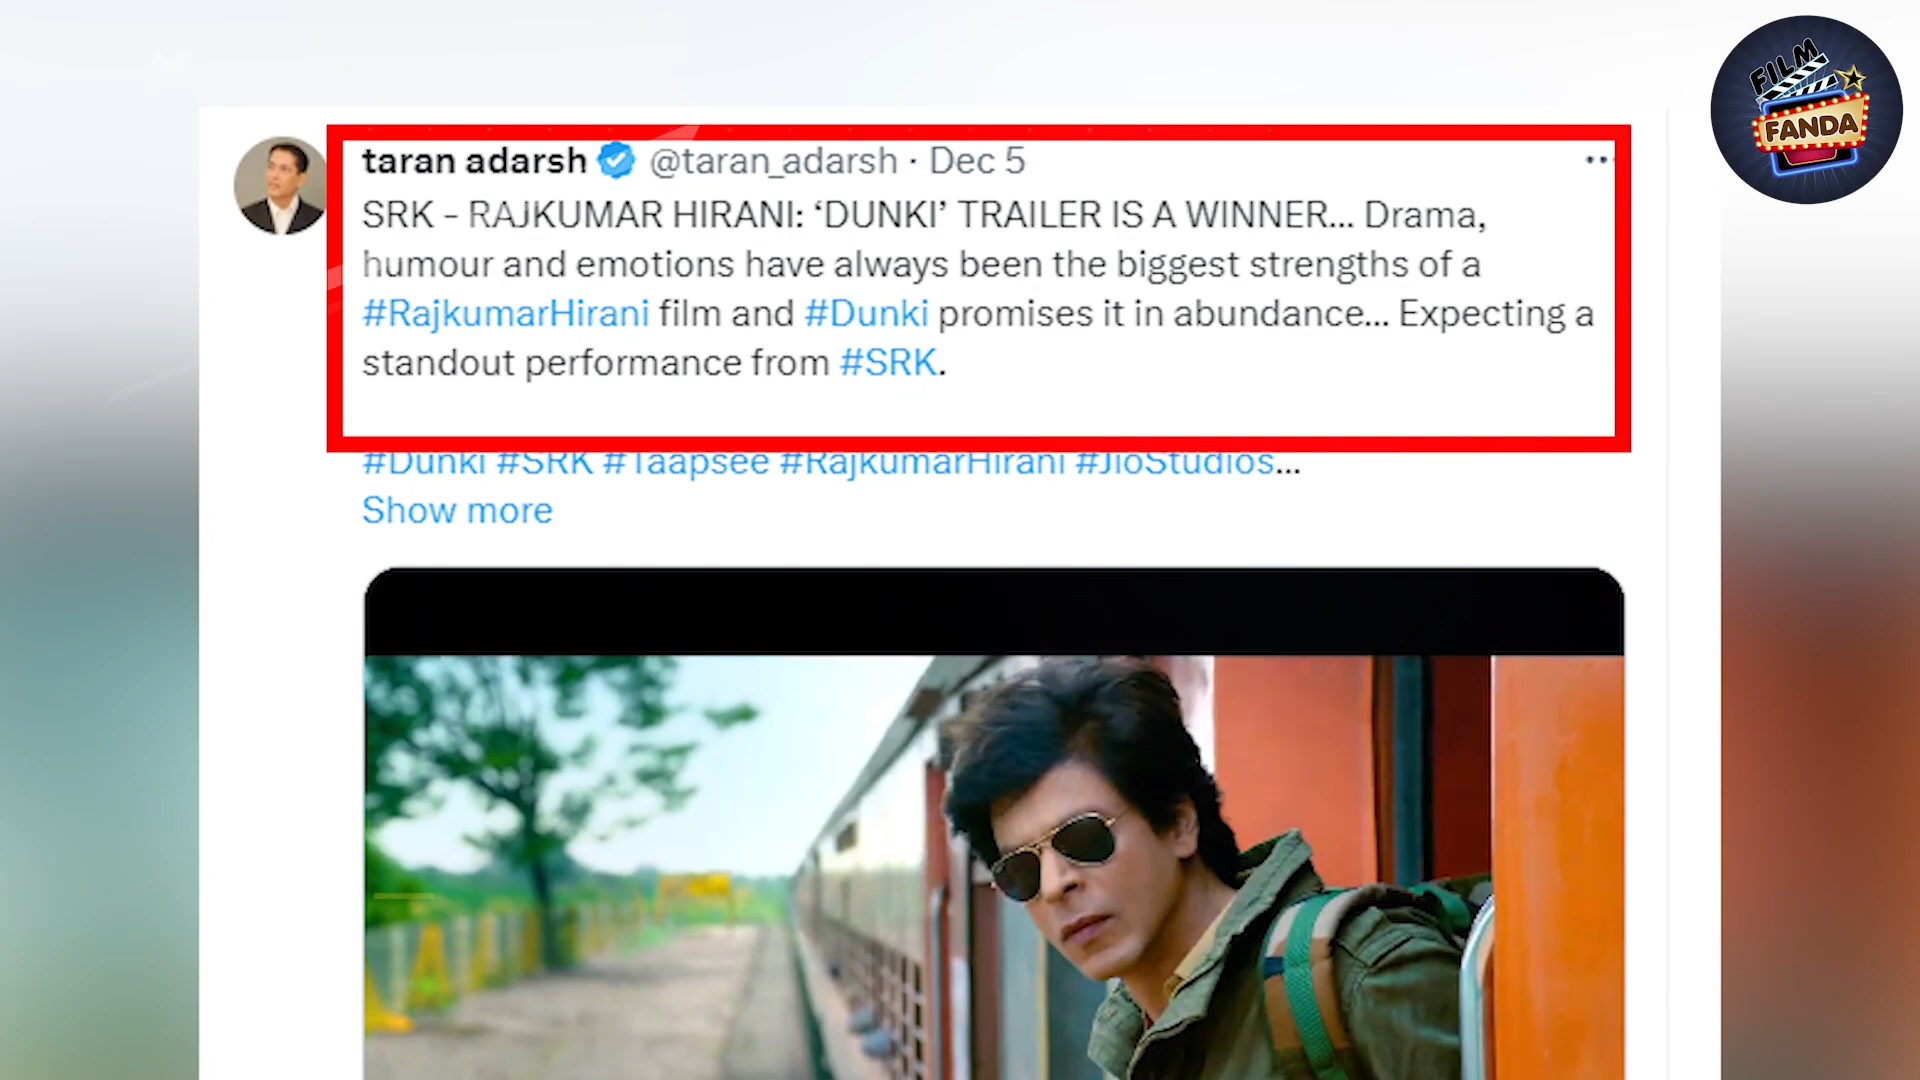 FILM
FANDA
taran adarsh @taran_adarsh · Dec 5
SRK - RAJKUMAR HIRANI: ‘DUNKI’ TRAILER IS A WINNER... Drama,
humour and emotions have always been the biggest strengths of a
#RajkumarHirani film and #Dunki promises it in abundance... Expecting a
standout performance from #SRK.
#Dunki #SRK #Taapsee #RajkumarHirani #JioStudios...
Show more